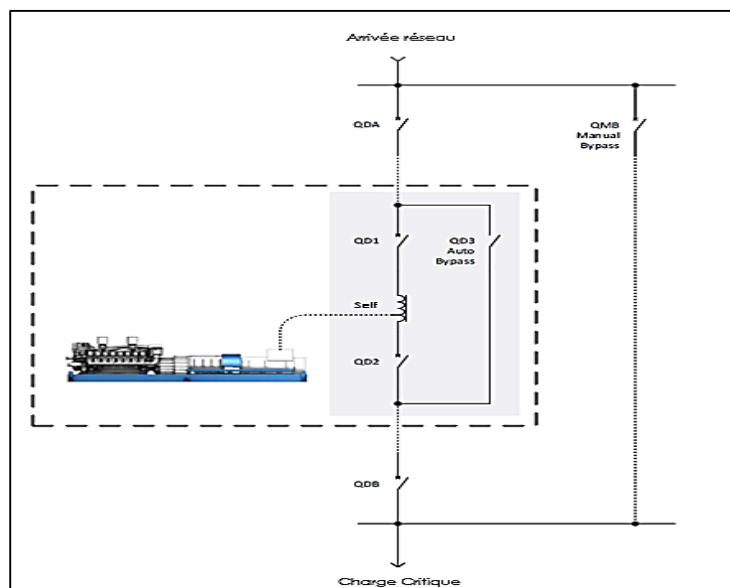 Arrivée réseau
QDA
QMB
Manual
Bypass
QD1
QD3
Auto
Bypass
Self
QD2
QDB
Charge Critique